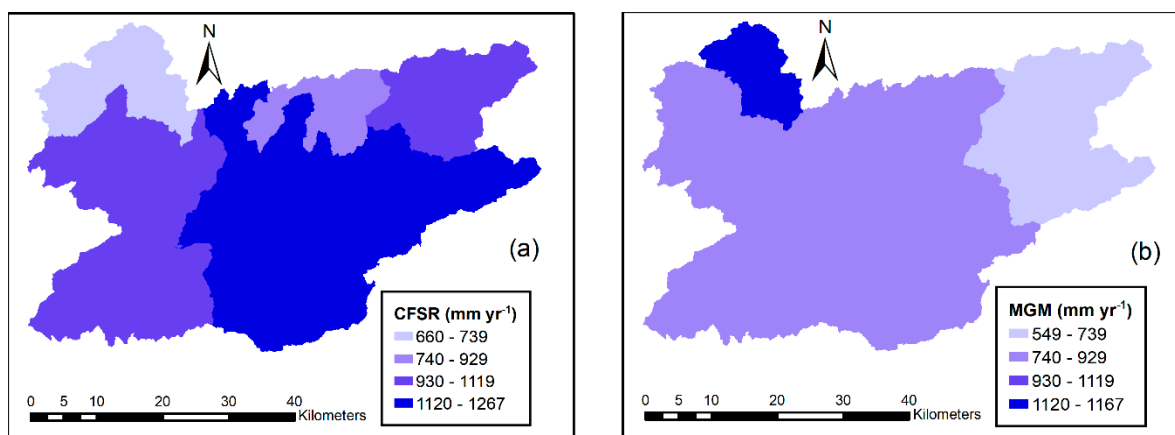 N
(a)
CFSR (mm yr-1)
660 - 739
740 - 929
930 - 1119
1120 - 1267
0 5 10 20 30 40
Kilometers
N
(b)
MGM (mm yr-1)
549 - 739
740 - 929
930 - 1119
1120 - 1167
0 5 10 20 30 40
Kilometers